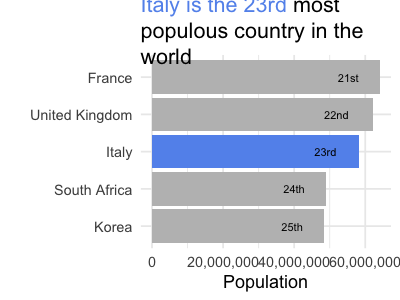 Italy is the 23rd most
populous country in the
world
France 21st
United Kingdom 22nd
Italy 23rd
South Africa 24th
Korea 25th
0 20,000,000 40,000,000 60,000,000
Population